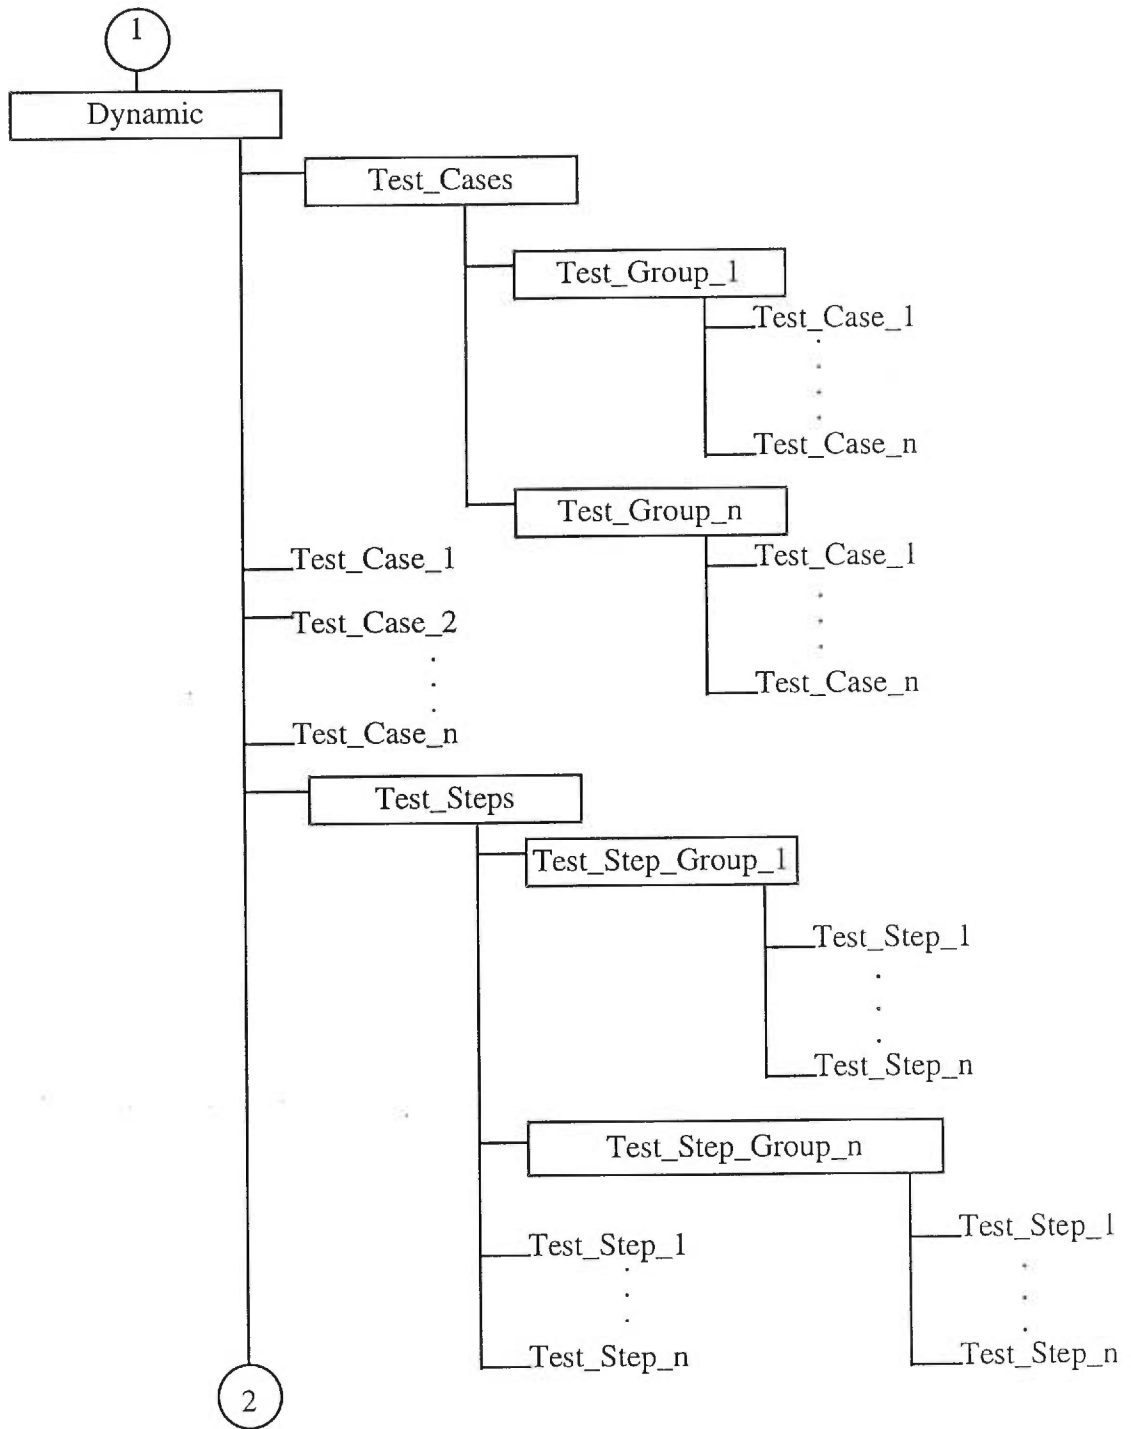 1
Dynamic
Test_Cases
Test_Group_1
Test_Case_1
Test_Case_n
Test_Group_n
Test_Case_1
Test_Case_n
Test_Case_1
Test_Case_2
Test_Case_n
Test_Steps
Test_Step_Group_1
Test_Step_1
Test_Step_n
Test_Step_Group_n
Test_Step_1
Test_Step_n
Test_Step_1
Test_Step_n
2